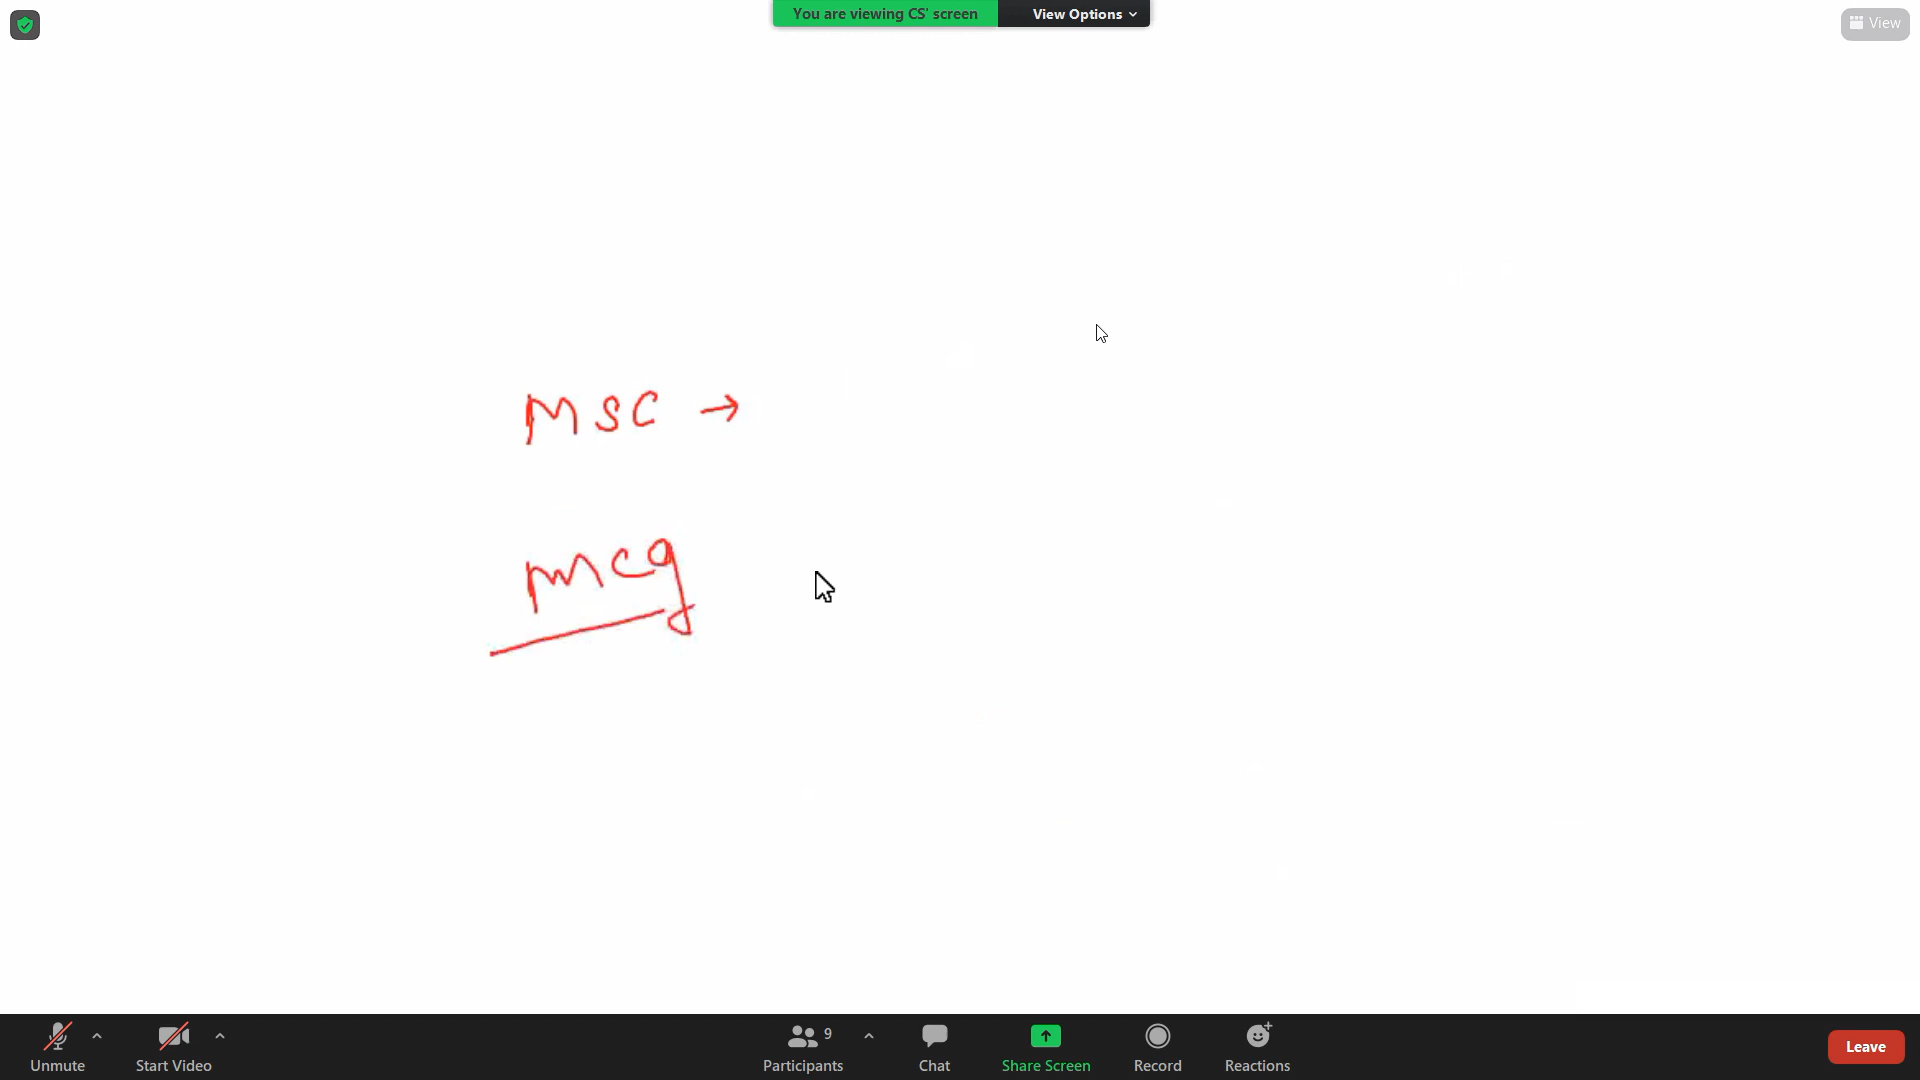 You are viewing CS' screen
View Options
View
MSC →
mcq
Unmute
Start Video
Participants
9
Chat
Share Screen
Record
Reactions
Leave